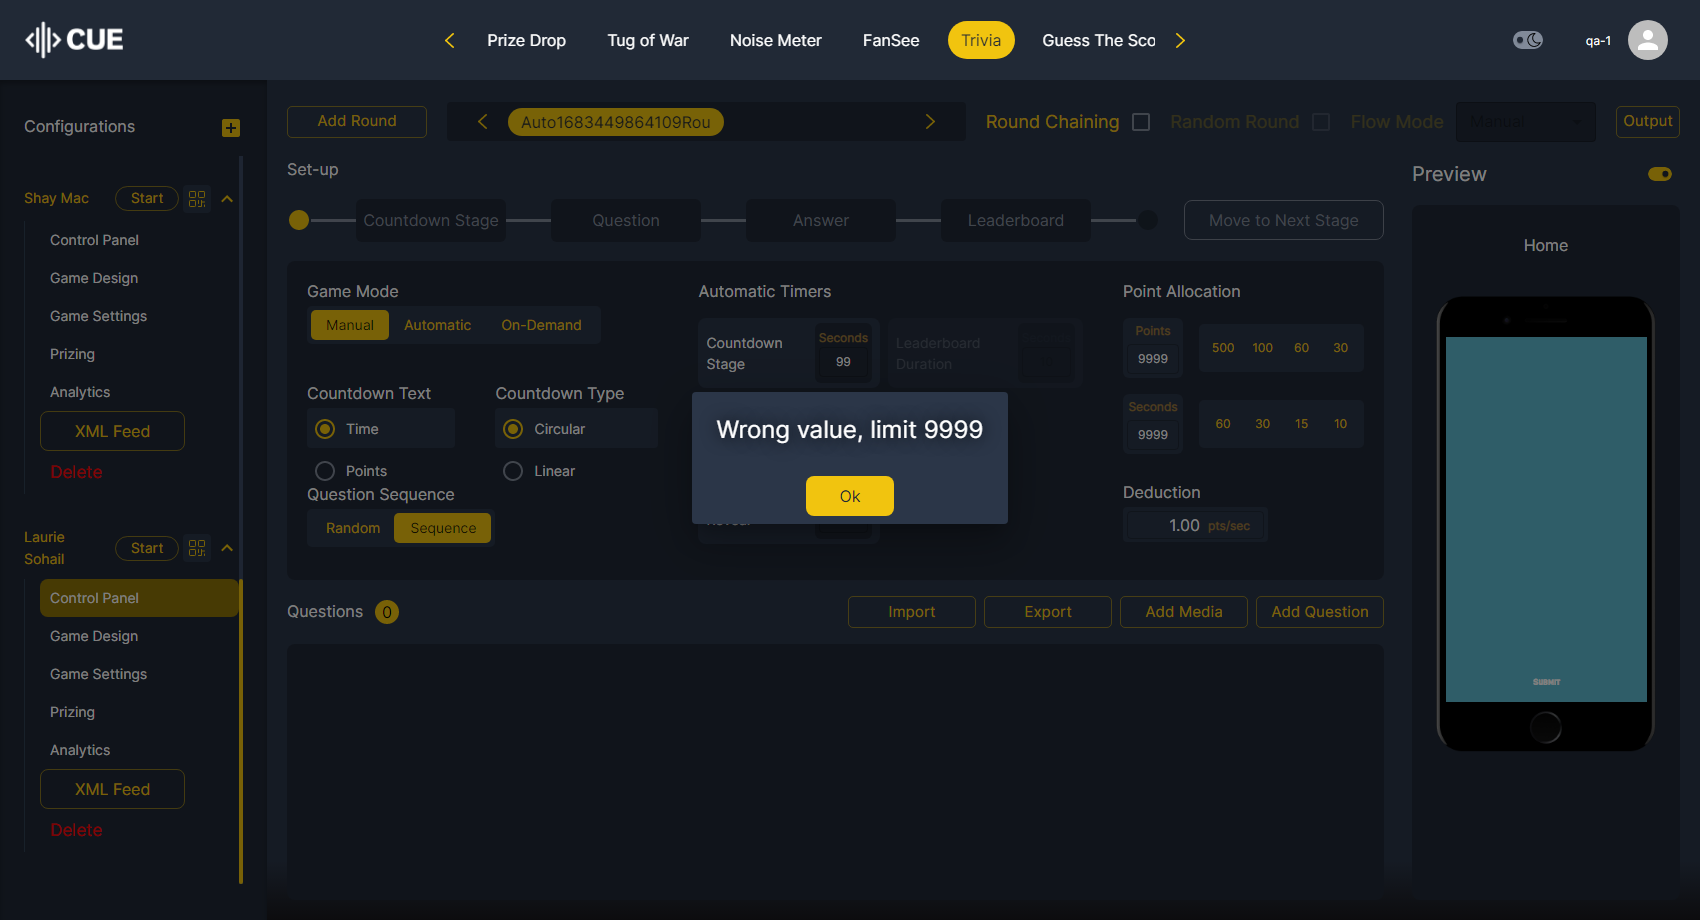 CUE
Prize Drop
Tug of War
Noise Meter
FanSee
Trivia
Guess The Sco
qa-1
Configurations
Shay Mac
Start
Control Panel
Game Design
Game Settings
Prizing
Analytics
XML Feed
Delete
Laurie
Sohail
Start
Control Panel
Game Design
Game Settings
Prizing
Analytics
XML Feed
Delete
Add Round
Auto1683449864109Rou
Round Chaining
Random Round
Flow Mode
Manual
Output
Set-up
Countdown Stage
Question
Answer
Leaderboard
Move to Next Stage
Game Mode
Manual
Automatic
On-Demand
Countdown Text
Time
Points
Countdown Type
Circular
Linear
Question Sequence
Random
Sequence
Automatic Timers
Countdown
Stage
Seconds
99
Leaderboard
Duration
Wrong value, limit 9999
Ok
Point Allocation
Points
9999
500
100
60
30
Seconds
9999
60
30
15
10
Deduction
1.00 pts/sec
Questions
0
Import
Export
Add Media
Add Question
Preview
Home
SUBMIT